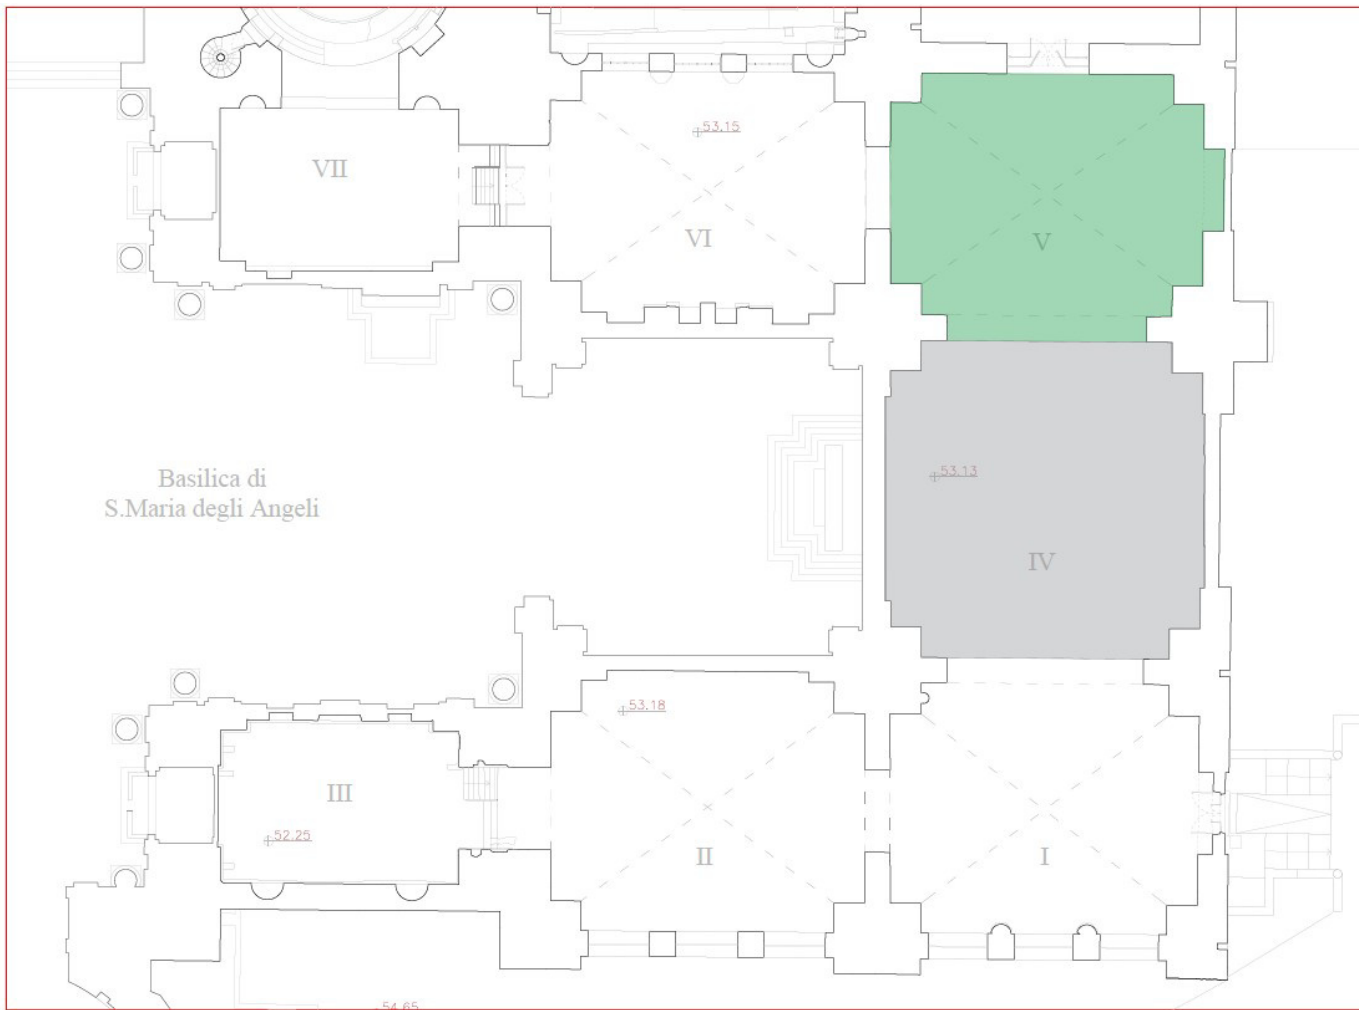 53.15
VII
VI
V
53.13
Basilica di
S.Maria degli Angeli
IV
53.18
III
52.25
II
I
54.65